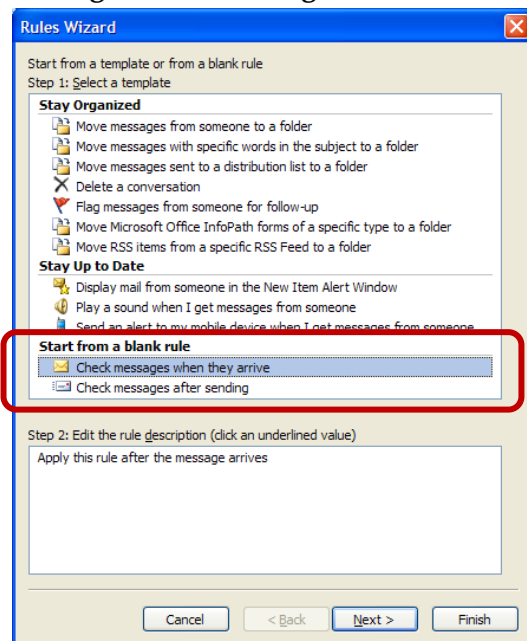 Rules Wizard
Start from a template or from a blank rule
Step 1: Select a template
Stay Organized
Move messages from someone to a folder
Move messages with specific words in the subject to a folder
Move messages sent to a distribution list to a folder
Delete a conversation
Flag messages from someone for follow-up
Move Microsoft Office InfoPath forms of a specific type to a folder
Move RSS items from a specific RSS Feed to a folder
Stay Up to Date
Display mail from someone in the New Item Alert Window
Play a sound when I get messages from someone
Send an alert to my mobile device when I get messages from someone
Start from a blank rule
Check messages when they arrive
Check messages after sending
Step 2: Edit the rule description (click an underlined value)
Apply this rule after the message arrives
Cancel < Back Next > Finish